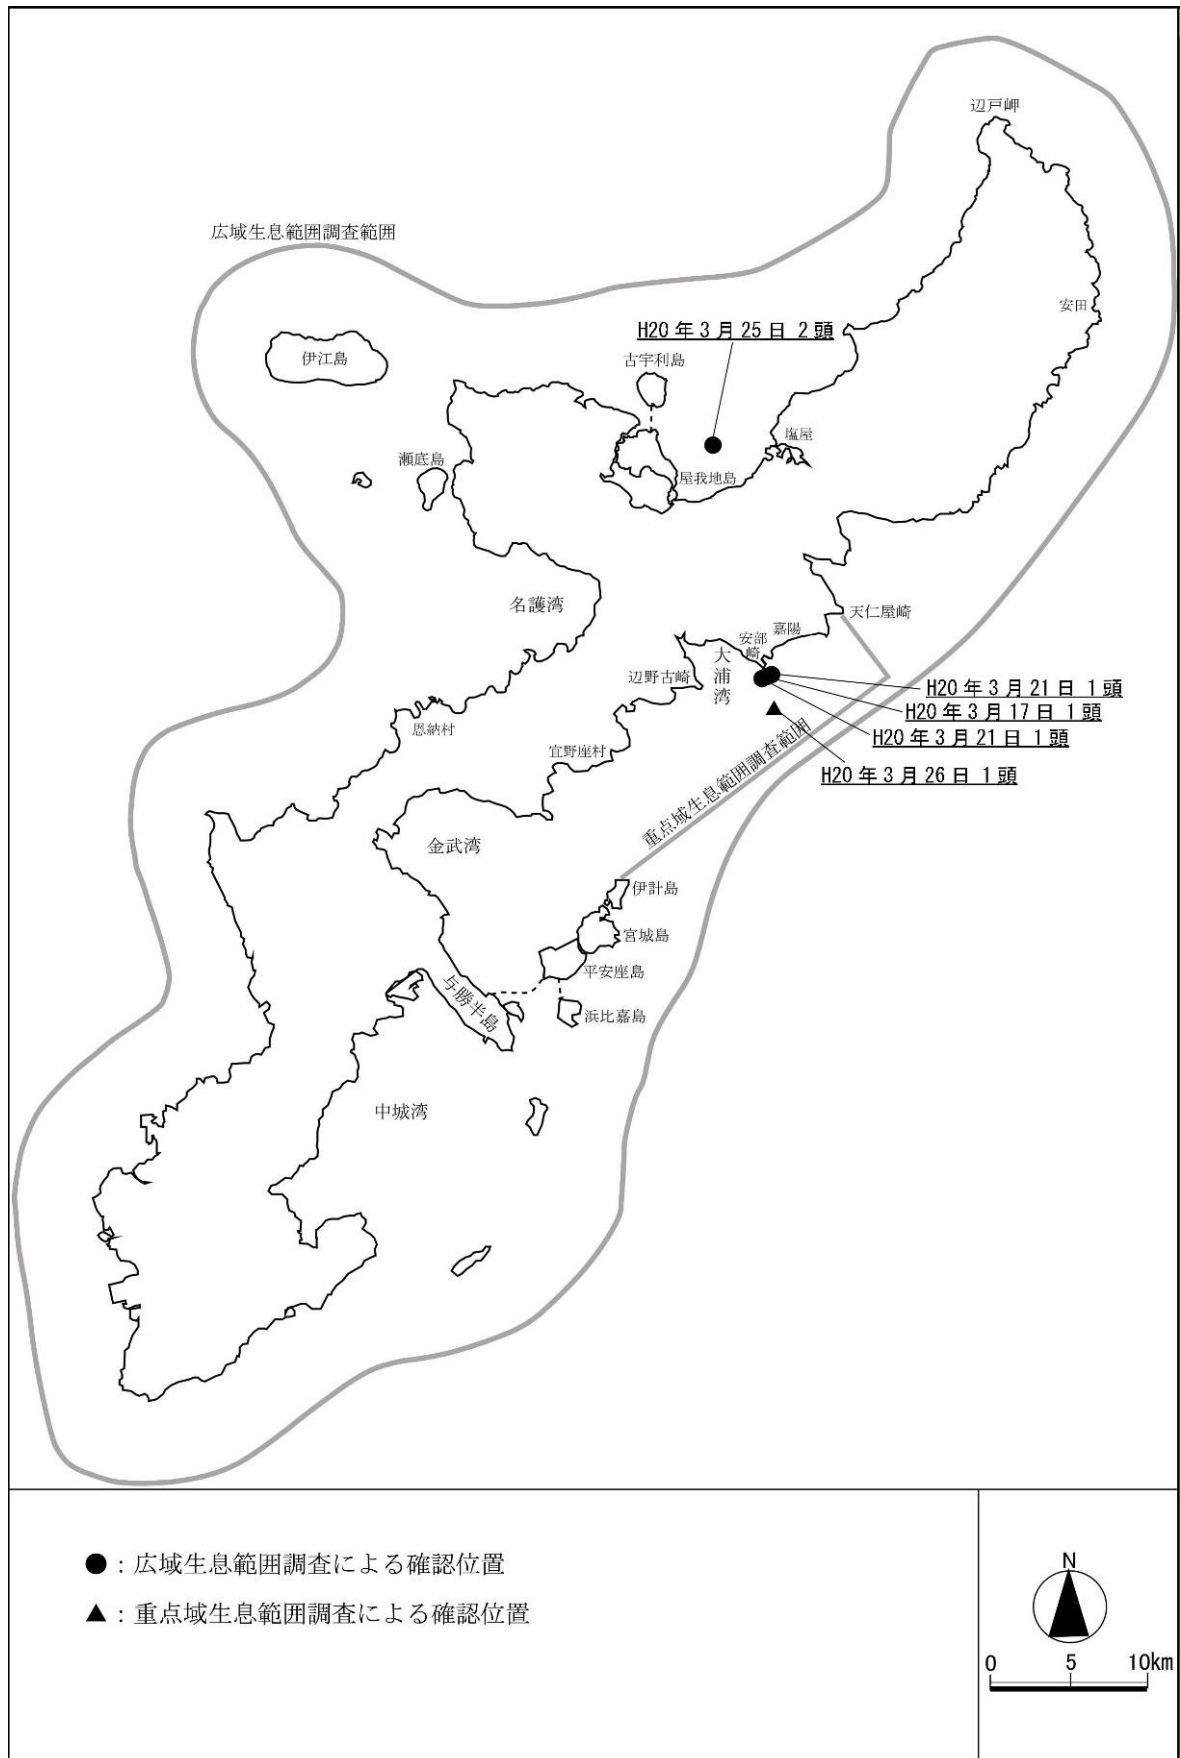 辺戸岬
広域生息範囲調査範囲
安田
H20 年 3 月 25 日 2 頭
伊江島
古宇利島
塩屋
瀬底島
屋我地島
名護湾
天仁屋崎
嘉陽
安部
崎
大浦湾
辺野古崎
H20 年 3 月 21 日 1 頭
H20 年 3 月 17 日 1 頭
H20 年 3 月 21 日 1 頭
H20 年 3 月 26 日 1 頭
恩納村
宜野座村
重点域生息範囲調査範囲
金武湾
伊計島
宮城島
平安座島
与勝半島
浜比嘉島
中城湾
●:広域生息範囲調査による確認位置
▲:重点域生息範囲調査による確認位置
N
0 5 10km